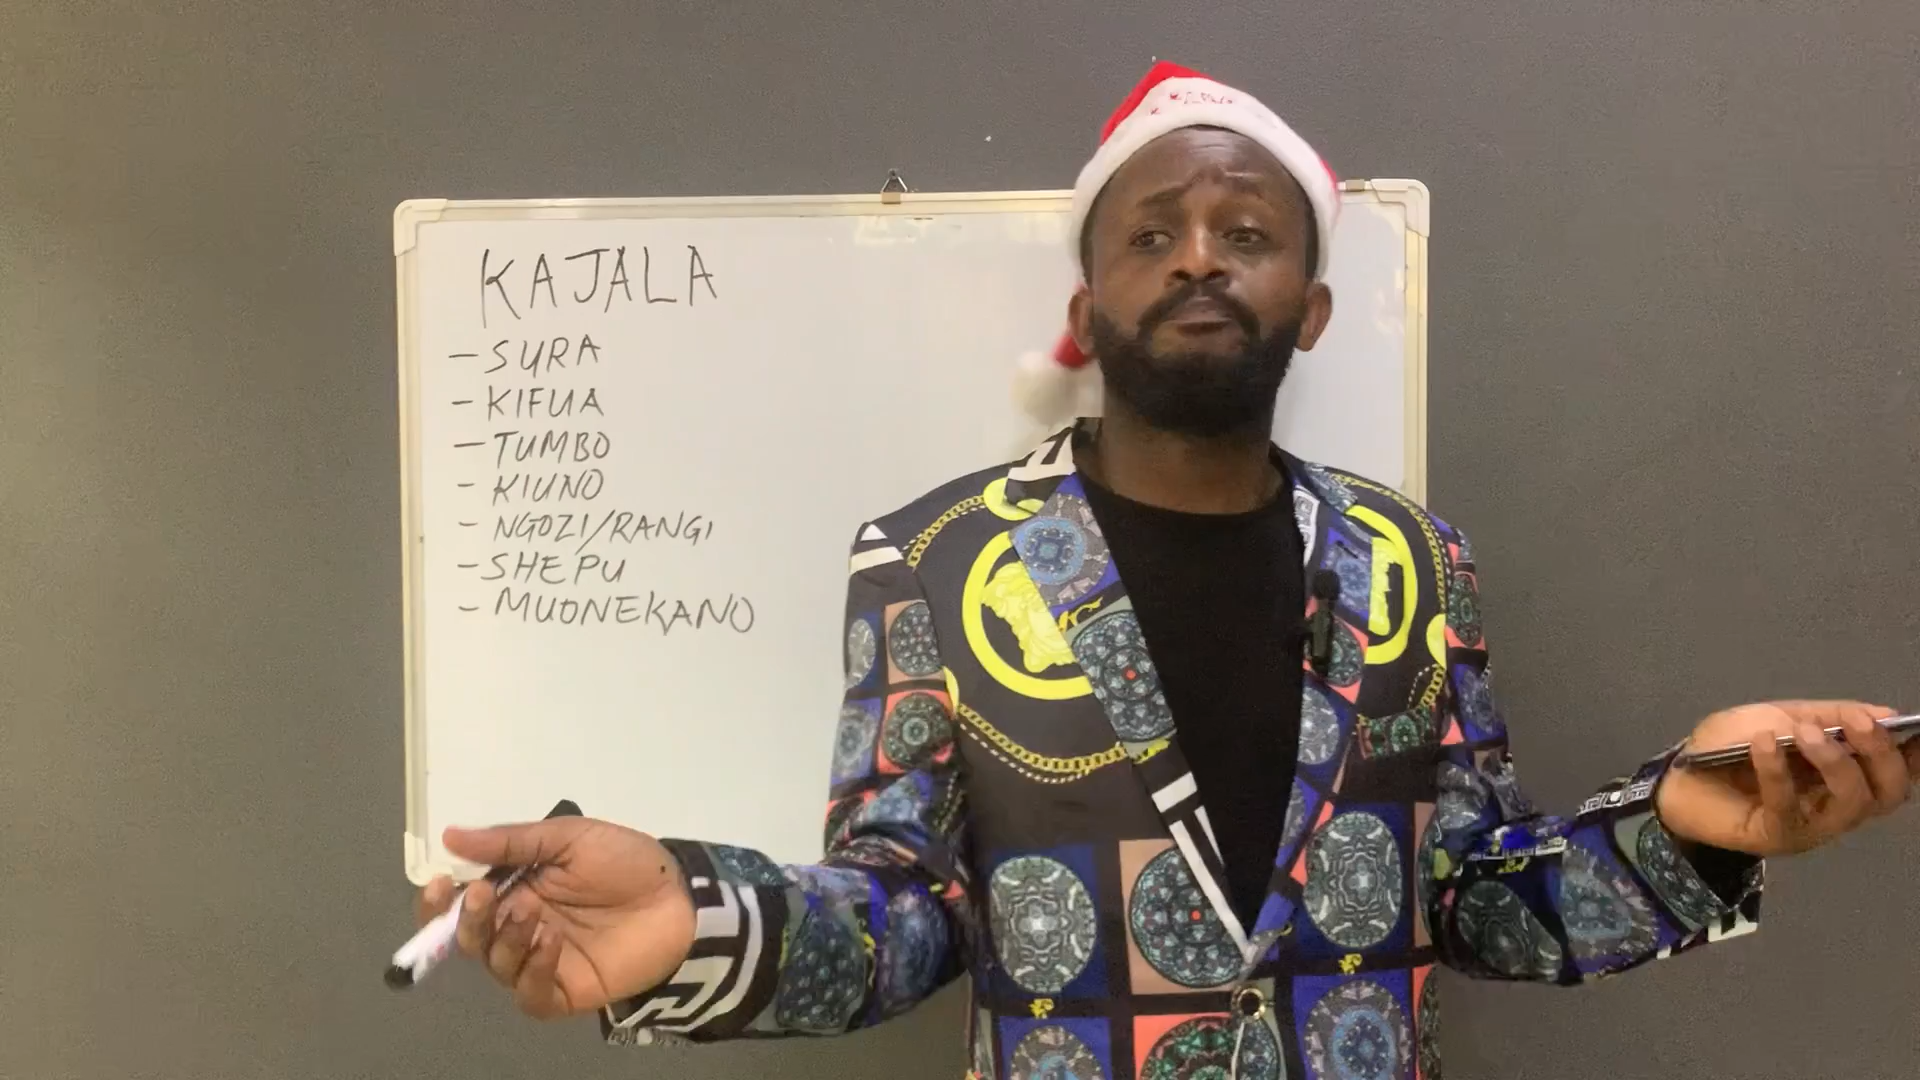 KAJALA
- SURA
- KIFUA
- TUMBO
- KIUNO
- NGOZI/RANGI
- SHEPU
- MUONEKANO